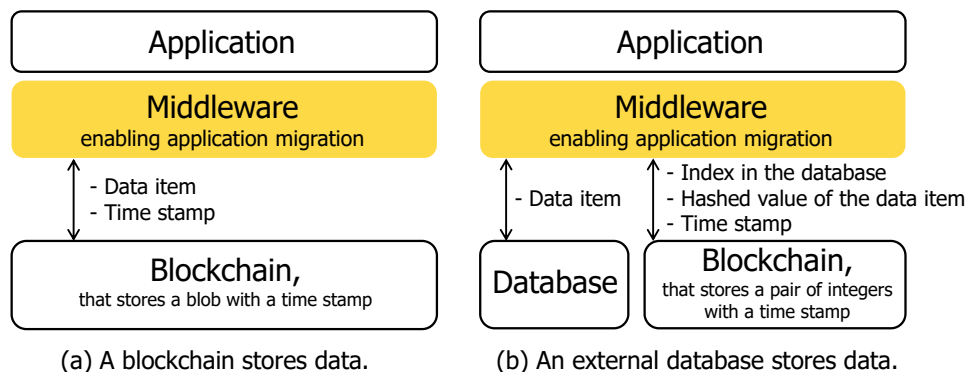 Application
Middleware
enabling application migration
- Data item
- Time stamp
Blockchain,
that stores a blob with a time stamp
(a) A blockchain stores data.
Application
Middleware
enabling application migration
- Data item
- Index in the database
- Hashed value of the data item
- Time stamp
Database
Blockchain,
that stores a pair of integers
with a time stamp
(b) An external database stores data.